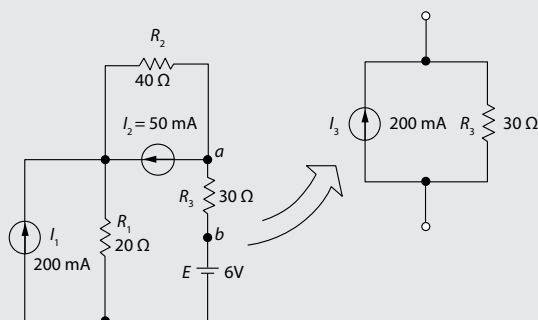 R2
40 Ω
I2 = 50 mA
a
R3
30 Ω
b
I1
200 mA
R1
20 Ω
E
6V
I3
200 mA
R3
30 Ω